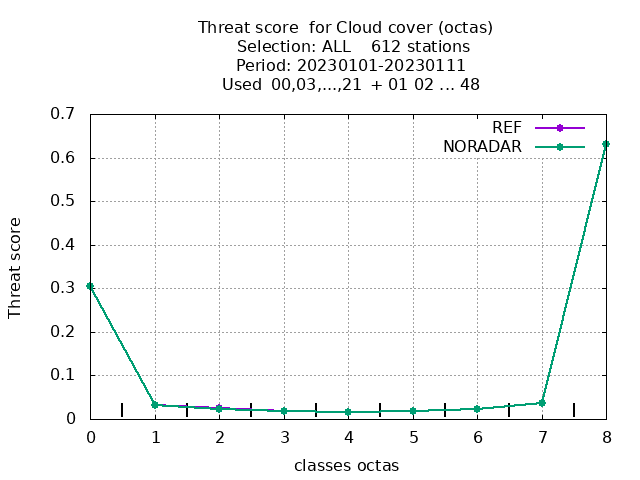 Threat score  for Cloud cover (octas)
Selection: ALL    612 stations
Period: 20230101-20230111
Used  00,03,...,21  + 01 02 ... 48
REF
NORADAR
0.7
0.6
0.5
0.4
0.3
0.2
0.1
0
Threat score
0 1 2 3 4 5 6 7 8
classes octas